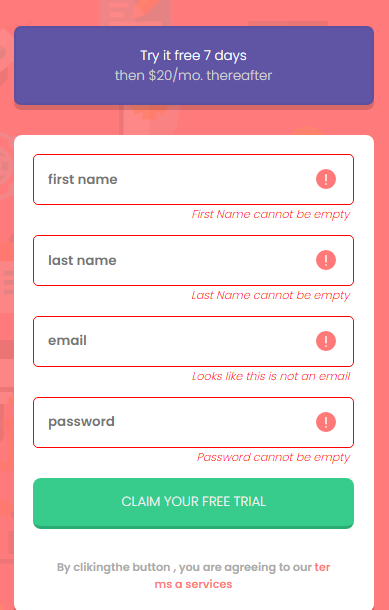 Try it free 7 days
then $20/mo. thereafter
first name
First Name cannot be empty
last name
Last Name cannot be empty
email
Looks like this is not an email
password
Password cannot be empty
CLAIM YOUR FREE TRIAL
By clikingthe button , you are agreeing to our ter
ms a services